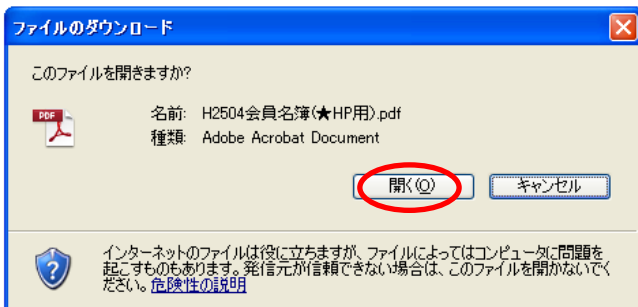 ファイルのダウンロード
このファイルを開きますか?
PDF
名前: H2504会員名簿(★HP用).pdf
種類: Adobe Acrobat Document
開く(O) キャンセル
インターネットのファイルは役に立ちますが、ファイルによってはコンピュータに問題を
起こすものもあります。発信元が信頼できない場合は、このファイルを開かないでく
ださい。危険性の説明